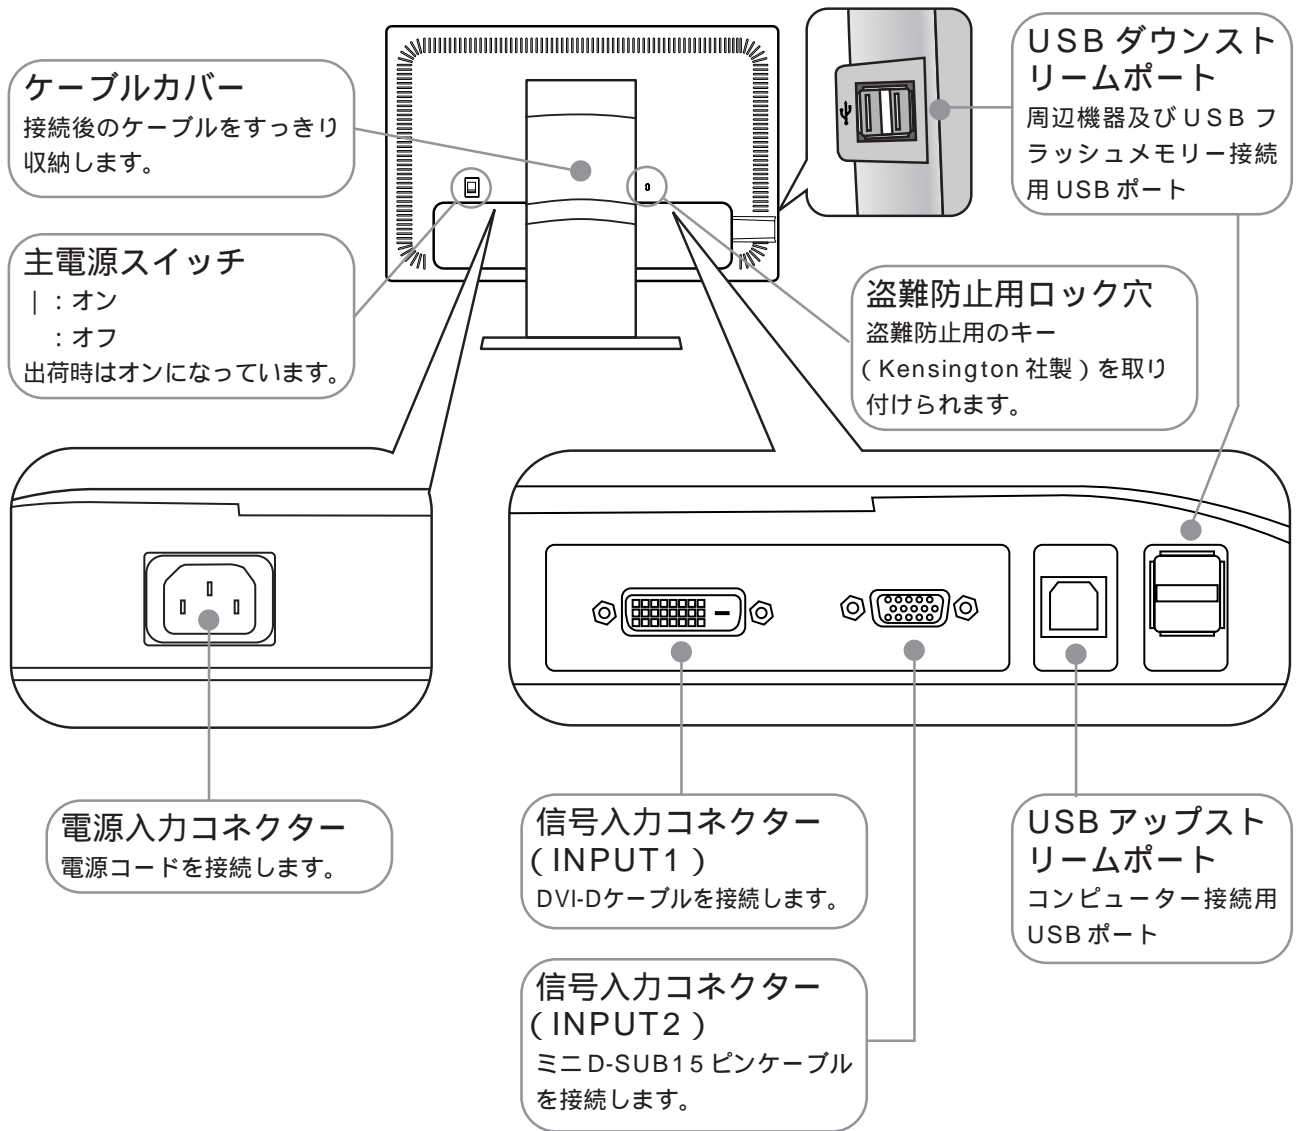 ケーブルカバー
接続後のケーブルをすっきり
収納します。
主電源スイッチ
| : オン
: オフ
出荷時はオンになっています。
USB ダウンスト
リームポート
周辺機器及び USB フ
ラッシュメモリー接続
用 USB ポート
盗難防止用ロック穴
盗難防止用のキー
(Kensington 社製)を取り
付けられます。
電源入力コネクター
電源コードを接続します。
信号入力コネクター
(INPUT1)
DVI-Dケーブルを接続します。
信号入力コネクター
(INPUT2)
ミニ D-SUB15 ピンケーブル
を接続します。
USB アップスト
リームポート
コンピューター接続用
USB ポート